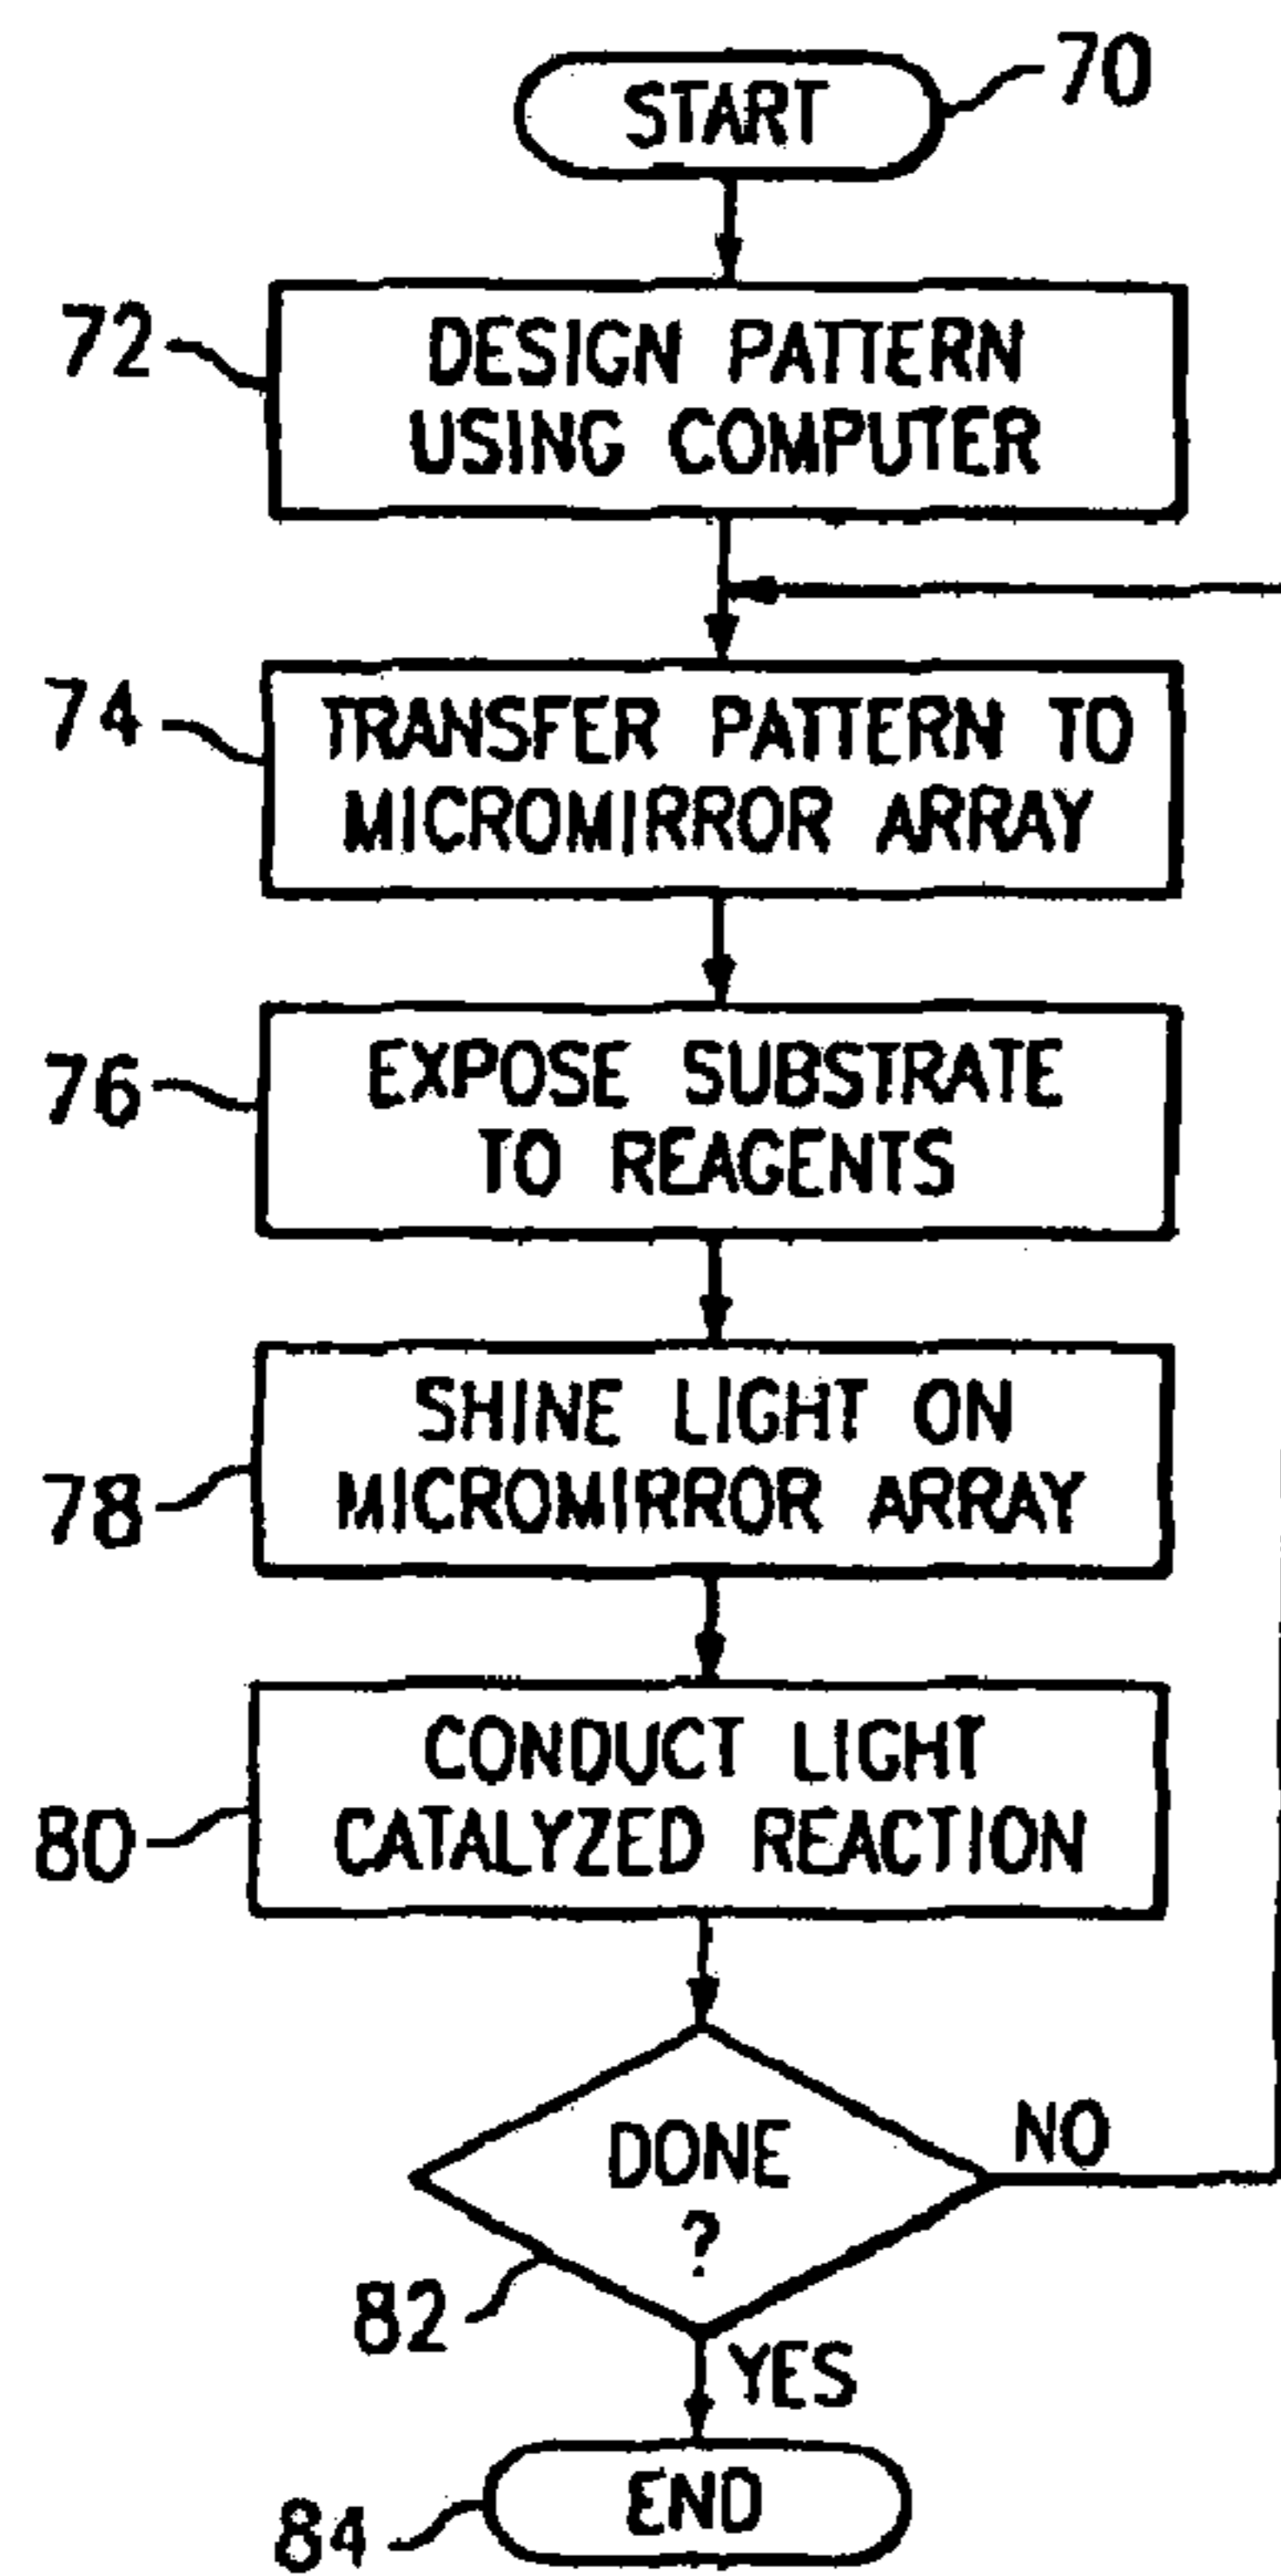 START
70
72
DESIGN PATTERN
USING COMPUTER
74
TRANSFER PATTERN TO
MICROMIRROR ARRAY
76
EXPOSE SUBSTRATE
TO REAGENTS
78
SHINE LIGHT ON
MICROMIRROR ARRAY
80
CONDUCT LIGHT
CATALYZED REACTION
DONE
?
NO
82
YES
END
84